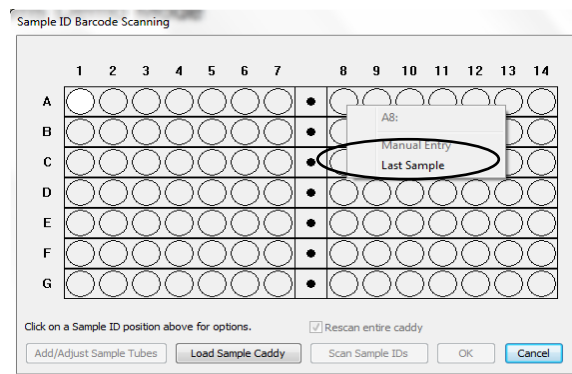 Sample ID Barcode Scanning
1 2 3 4 5 6 7 8 9 10 11 12 13 14
A
A8:
B
Manual Entry
C
Last Sample
D
E
F
G
Click on a Sample ID position above for options. Rescan entire caddy
Add/Adjust Sample Tubes Load Sample Caddy Scan Sample IDs OK Cancel